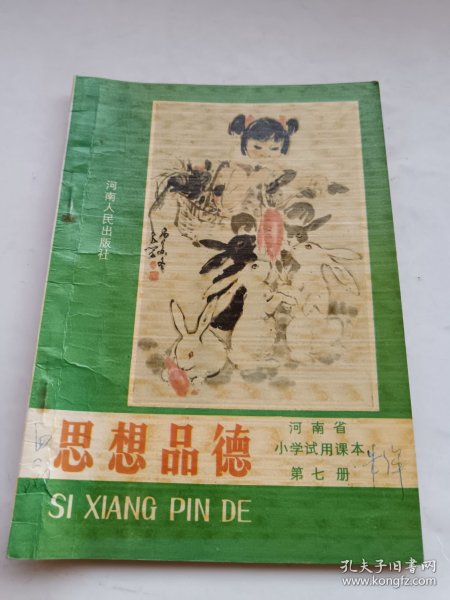 河南人民出版社
思想品德
河南省
小学试用课本
第七册
SI XIANG PIN DE
孔夫子旧书网
www.kongfz.com